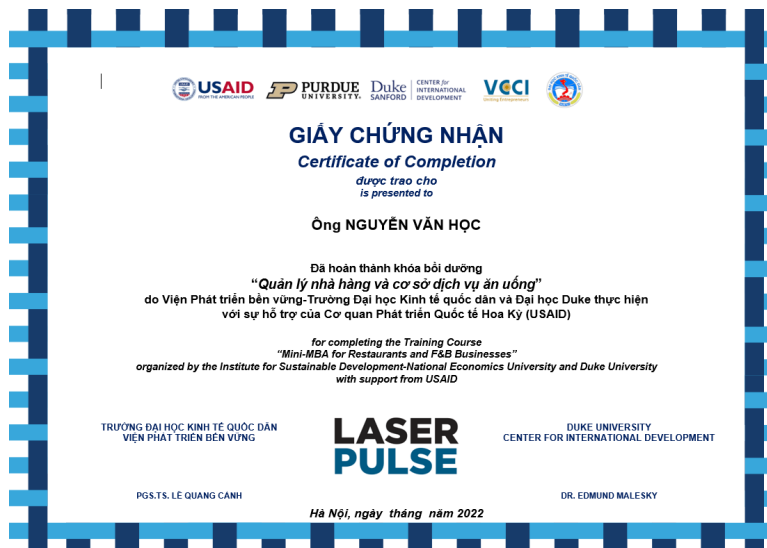 USAID
FROM THE AMERICAN PEOPLE
PURDUE
UNIVERSITY®
Duke
SANFORD
CENTER for
INTERNATIONAL
DEVELOPMENT
VCCI
GIẤY CHỨNG NHẬN
Certificate of Completion
được trao cho
is presented to
Ông NGUYỄN VĂN HỌC
Đã hoàn thành khóa bồi dưỡng
“Quản lý nhà hàng và cơ sở dịch vụ ăn uống”
do Viện Phát triển bền vững-Trường Đại học Kinh tế quốc dân và Đại học Duke thực hiện
với sự hỗ trợ của Cơ quan Phát triển Quốc tế Hoa Kỳ (USAID)
for completing the Training Course
“Mini-MBA for Restaurants and F&B Businesses”
organized by the Institute for Sustainable Development-National Economics University and Duke University
with support from USAID
TRƯỜNG ĐẠI HỌC KINH TẾ QUỐC DÂN
VIỆN PHÁT TRIỂN BỀN VỮNG
LASER
PULSE
DUKE UNIVERSITY
CENTER FOR INTERNATIONAL DEVELOPMENT
PGS.TS. LÊ QUANG CẢNH
DR. EDMUND MALESKY
Hà Nội, ngày tháng năm 2022